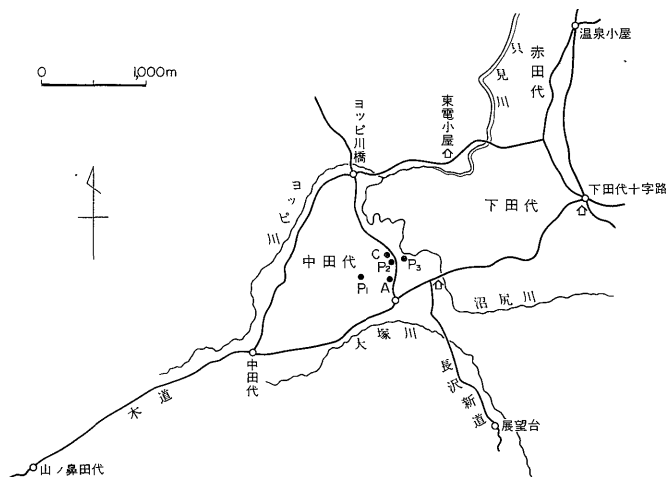 0 1,000m
温泉小屋
赤田代
只見川
東電小屋
ヨッピ川橋
下田代十字路
下田代
ヨッピ川
中田代
C
P2
P3
P1
A
沼尻川
大塚川
中田代
長沢新道
木道
展望台
山ノ鼻田代